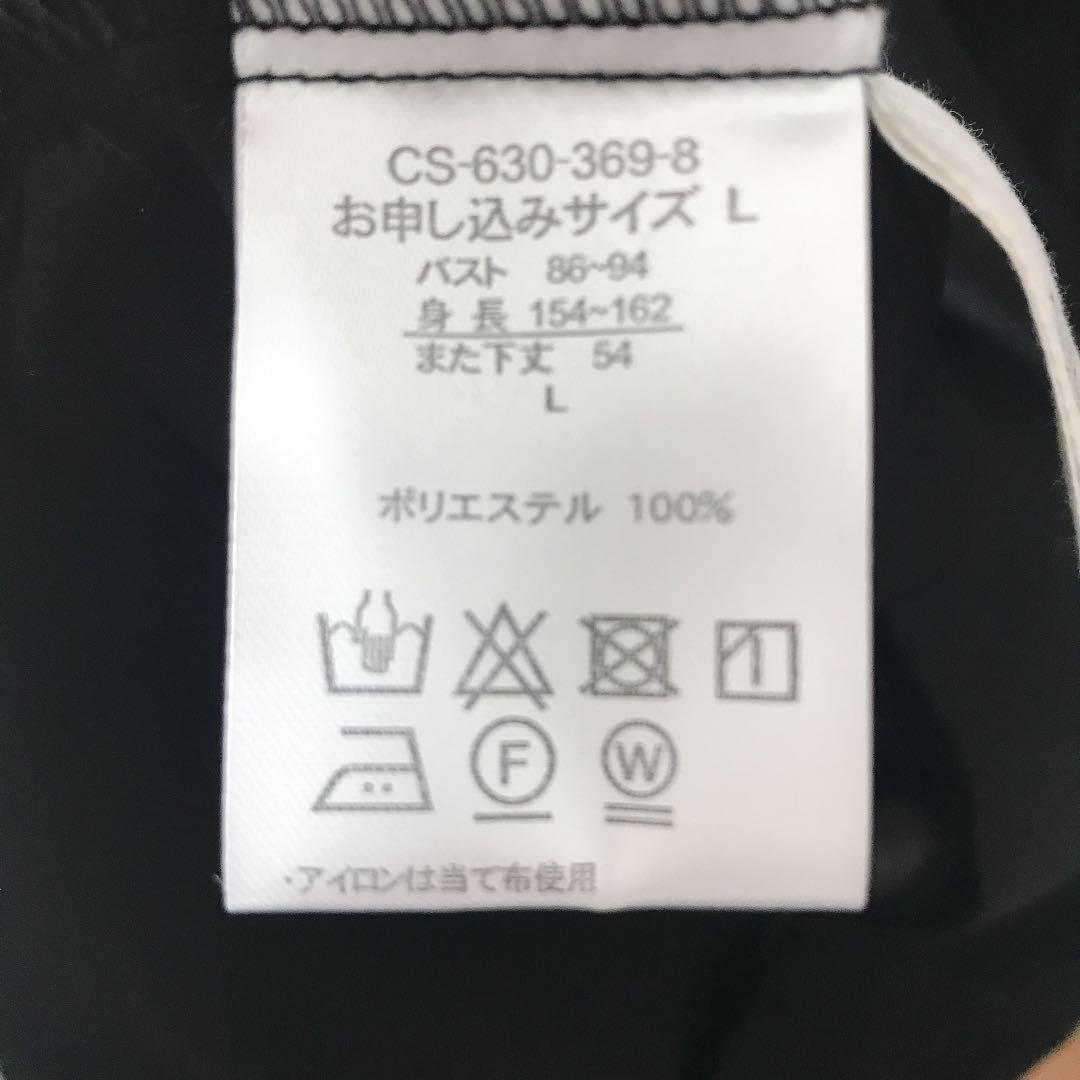 CS-630-369-8
お申し込みサイズ L
バスト 86~94
身長 154~162
また下丈 54
L
ポリエステル 100%
F W
・アイロンは当て布使用